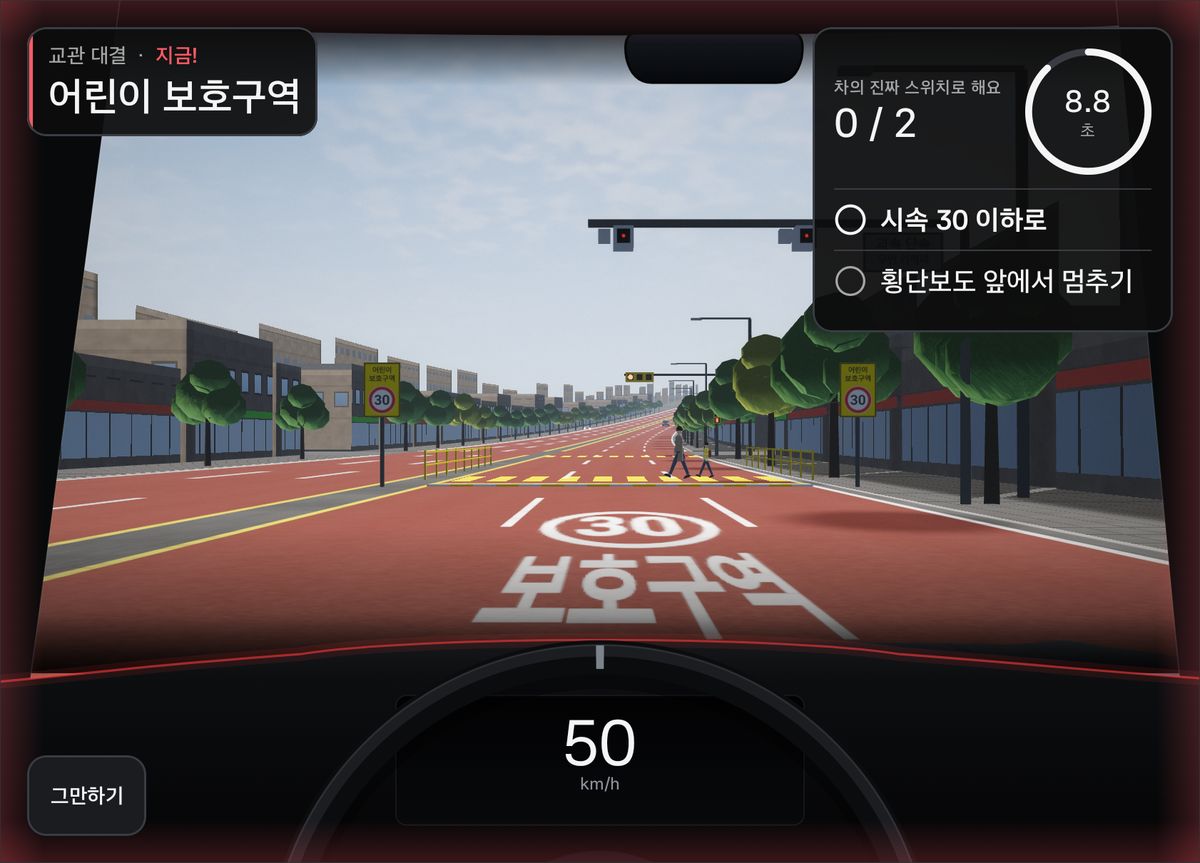 교관 대결 · 지금!
어린이 보호구역
차의 진짜 스위치로 해요
0 / 2
8.8
초
시속 30 이하로
횡단보도 앞에서 멈추기
어린이
보호구역
30
어린이
보호구역
30
30
보호구역
50
km/h
그만하기